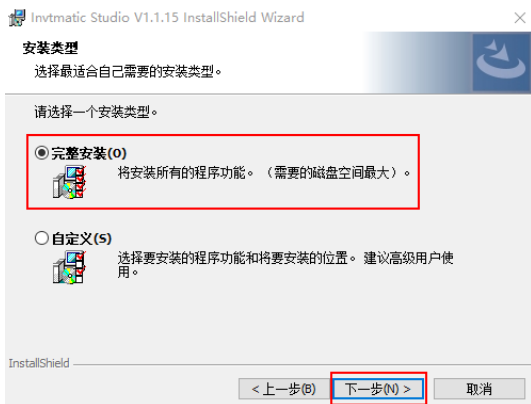 Invtmatic Studio V1.1.15 InstallShield Wizard
安装类型
选择最适合自己需要的安装类型。
请选择一个安装类型。
完整安装(O)
将安装所有的程序功能。（需要的磁盘空间最大）。
自定义(S)
选择要安装的程序功能和将要安装的位置。建议高级用户使
用。
InstallShield
<上一步(B)
下一步(N) >
取消